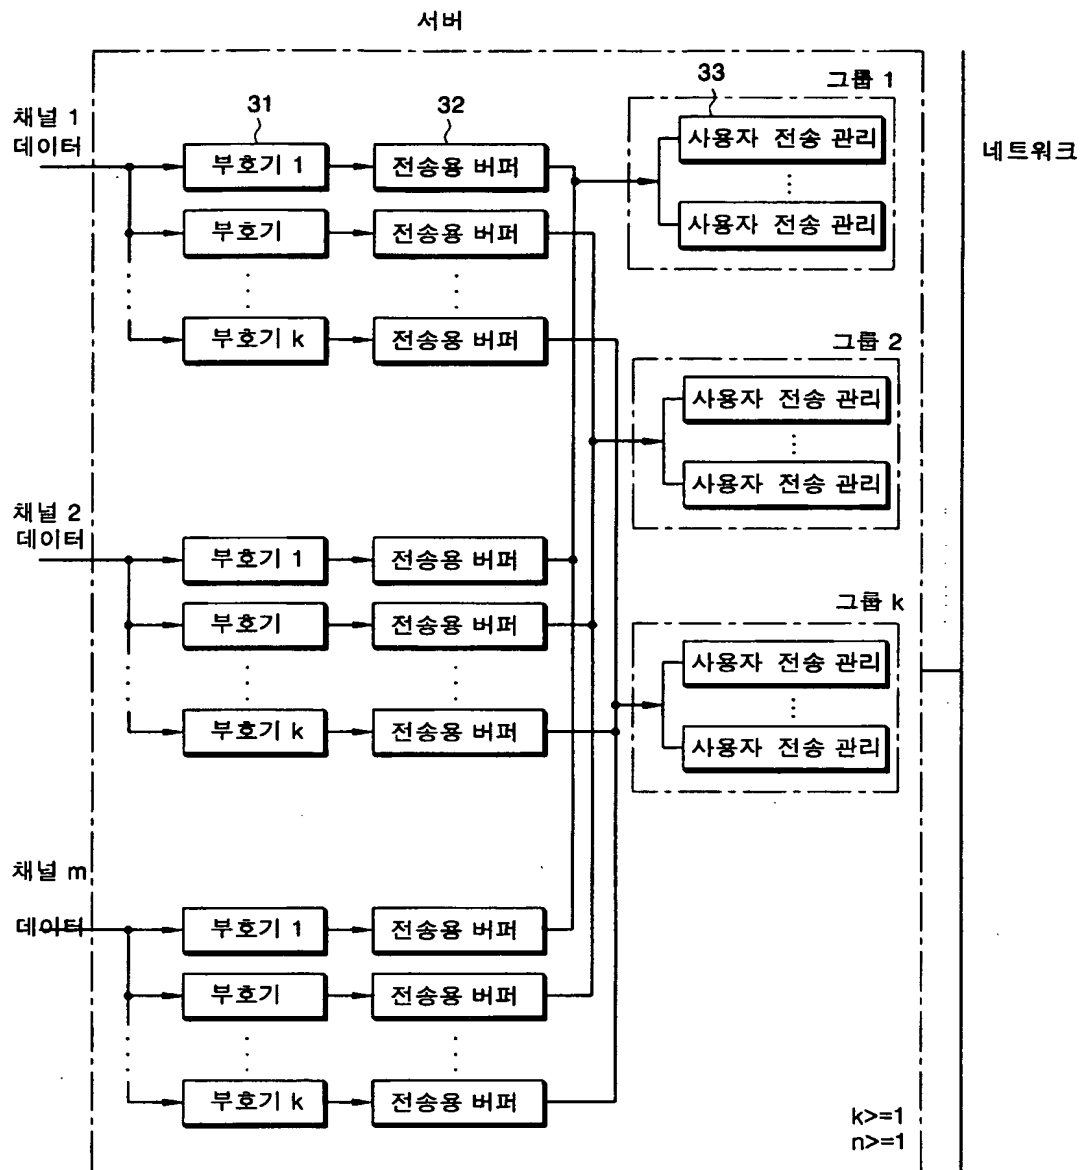 서버
그룹 1
채널 1
데이터
31
32
33
부호기 1
전송용 버퍼
사용자 전송 관리
네트워크
부호기
전송용 버퍼
사용자 전송 관리
부호기 k
전송용 버퍼
그룹 2
사용자 전송 관리
사용자 전송 관리
채널 2
데이터
부호기 1
전송용 버퍼
부호기
전송용 버퍼
그룹 k
사용자 전송 관리
부호기 k
전송용 버퍼
사용자 전송 관리
채널 m
데이터
부호기 1
전송용 버퍼
부호기
전송용 버퍼
부호기 k
전송용 버퍼
k>=1
n>=1